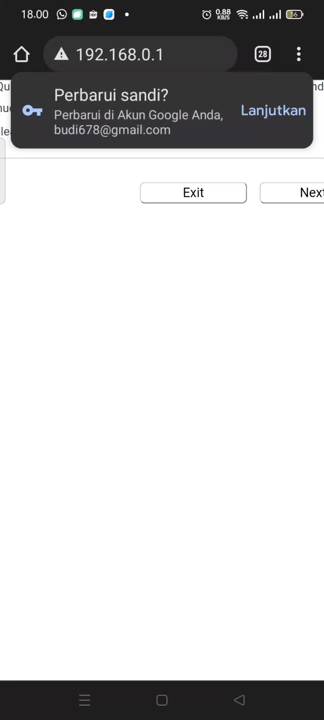 18.00
0.88
KB/S
192.168.0.1
28
Perbarui sandi?
Perbarui di Akun Google Anda,
budi678@gmail.com
Lanjutkan
Exit
Next